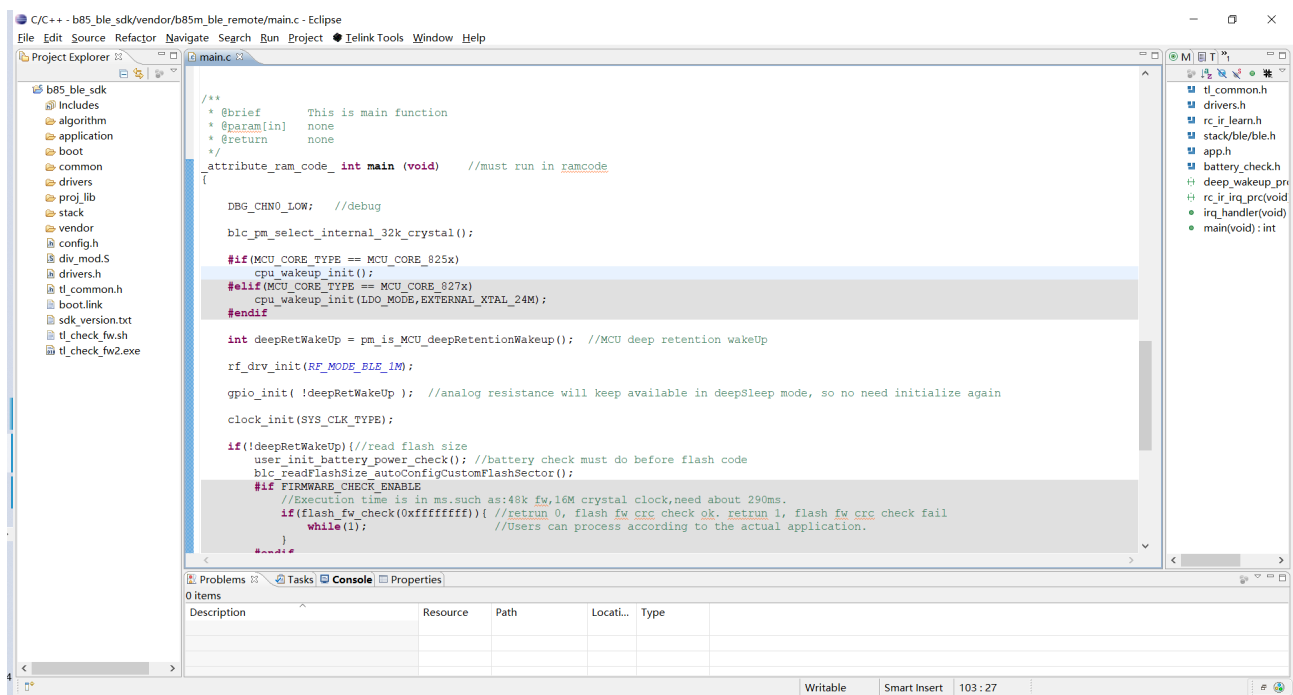 C/C++ - b85_ble_sdk/vendor/b85m_ble_remote/main.c - Eclipse
File Edit Source Refactor Navigate Search Run Project Telink Tools Window Help
Project Explorer
b85_ble_sdk
Includes
algorithm
application
boot
common
drivers
proj_lib
stack
vendor
config.h
div_mod.S
drivers.h
tl_common.h
boot.link
sdk_version.txt
tl_check_fw.sh
tl_check_fw2.exe
main.c
/**
 * @brief      This is main function
 * @param[in]  none
 * @return     none
 */
_attribute_ram_code_ int main (void)    //must run in ramcode
{
    DBG_CHN0_LOW;   //debug
    blc_pm_select_internal_32k_crystal();
    #if(MCU_CORE_TYPE == MCU_CORE_825x)
        cpu_wakeup_init();
    #elif(MCU_CORE_TYPE == MCU_CORE_827x)
        cpu_wakeup_init(LDO_MODE,EXTERNAL_XTAL_24M);
    #endif
    int deepRetWakeUp = pm_is_MCU_deepRetentionWakeup();  //MCU deep retention wakeUp
    rf_drv_init(RF_MODE_BLE_1M);
    gpio_init( !deepRetWakeUp );  //analog resistance will keep available in deepSleep mode, so no need initialize again
    clock_init(SYS_CLK_TYPE);
    if(!deepRetWakeUp){//read flash size
        user_init_battery_power_check(); //battery check must do before flash code
        blc_readFlashSize_autoConfigCustomFlashSector();
        #if FIRMWARE_CHECK_ENABLE
            //Execution time is in ms.such as:48k fw,16M crystal clock,need about 290ms.
            if(flash_fw_check(0xffffffff)){ //retrun 0, flash fw crc check ok. retrun 1, flash fw crc check fail
                while(1);                   //Users can process according to the actual application.
            }
        #endif
M T 1
tl_common.h
drivers.h
rc_ir_learn.h
stack/ble/ble.h
app.h
battery_check.h
deep_wakeup_pr
rc_ir_irq_prc(void
irq_handler(void)
main(void) : int
Problems Tasks Console Properties
0 items
Description Resource Path Locati... Type
Writable Smart Insert 103 : 27